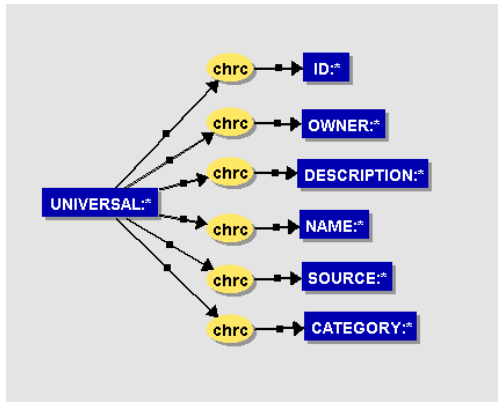 chrc ID:*
chrc OWNER:*
chrc DESCRIPTION:*
UNIVERSAL:*
chrc NAME:*
chrc SOURCE:*
chrc CATEGORY:*